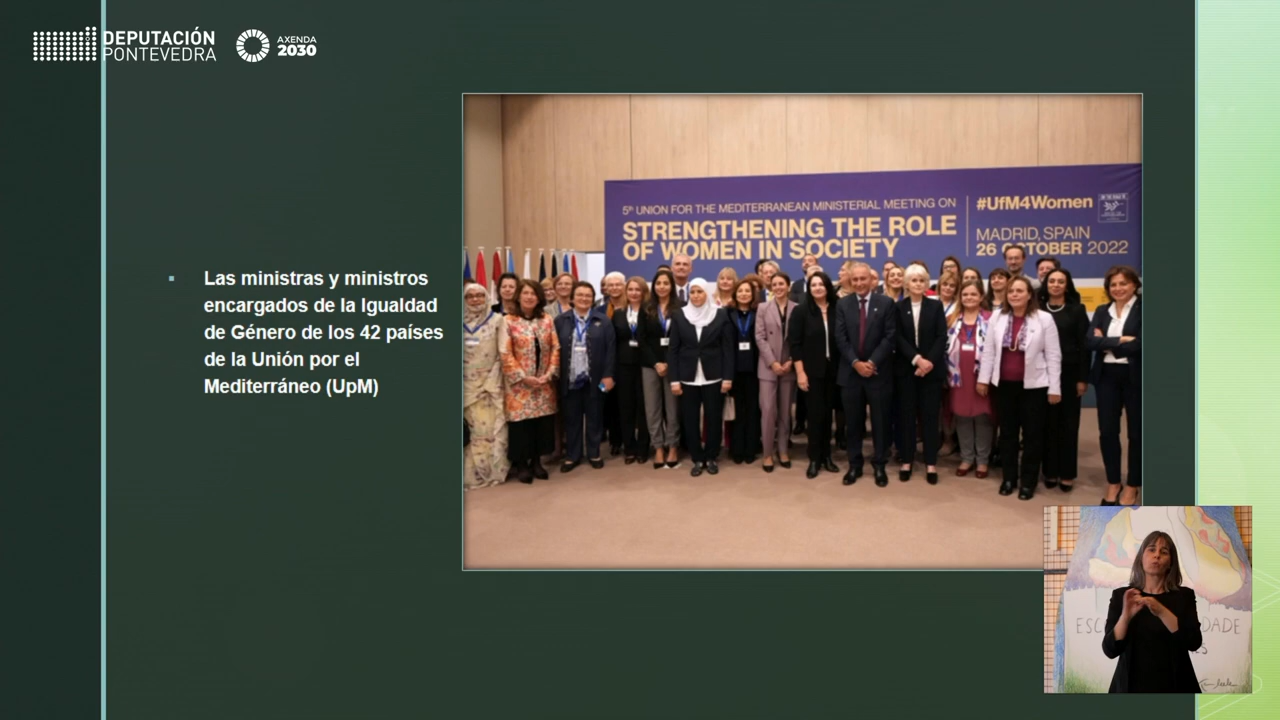 DEPUTACIÓN
PONTEVEDRA
AXENDA
2030
5th UNION FOR THE MEDITERRANEAN MINISTERIAL MEETING ON
STRENGTHENING THE ROLE
OF WOMEN IN SOCIETY
#UfM4Women
MADRID, SPAIN
26 OCTOBER 2022
Las ministras y ministros
encargados de la Igualdad
de Género de los 42 países
de la Unión por el
Mediterráneo (UpM)